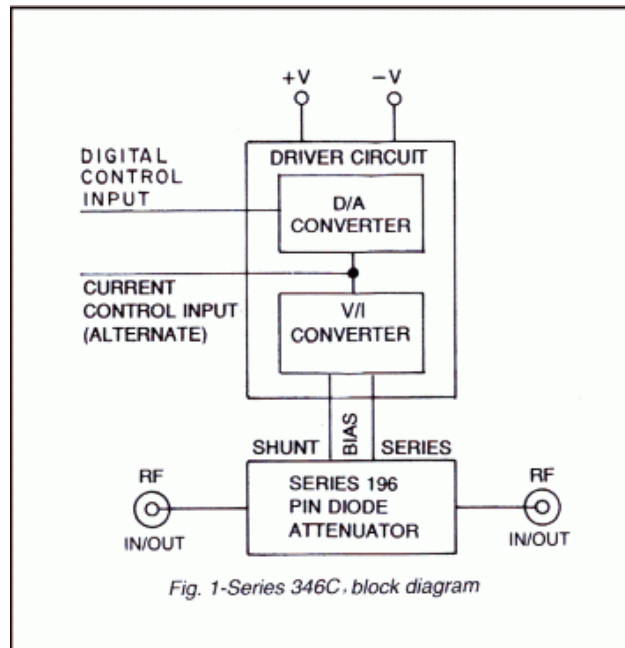 +V
-V
DIGITAL
CONTROL
INPUT
DRIVER CIRCUIT
D/A
CONVERTER
CURRENT
CONTROL INPUT
(ALTERNATE)
V/I
CONVERTER
SHUNT
BIAS
SERIES
RF
IN/OUT
SERIES 196
PIN DIODE
ATTENUATOR
RF
IN/OUT
Fig. 1-Series 346C, block diagram